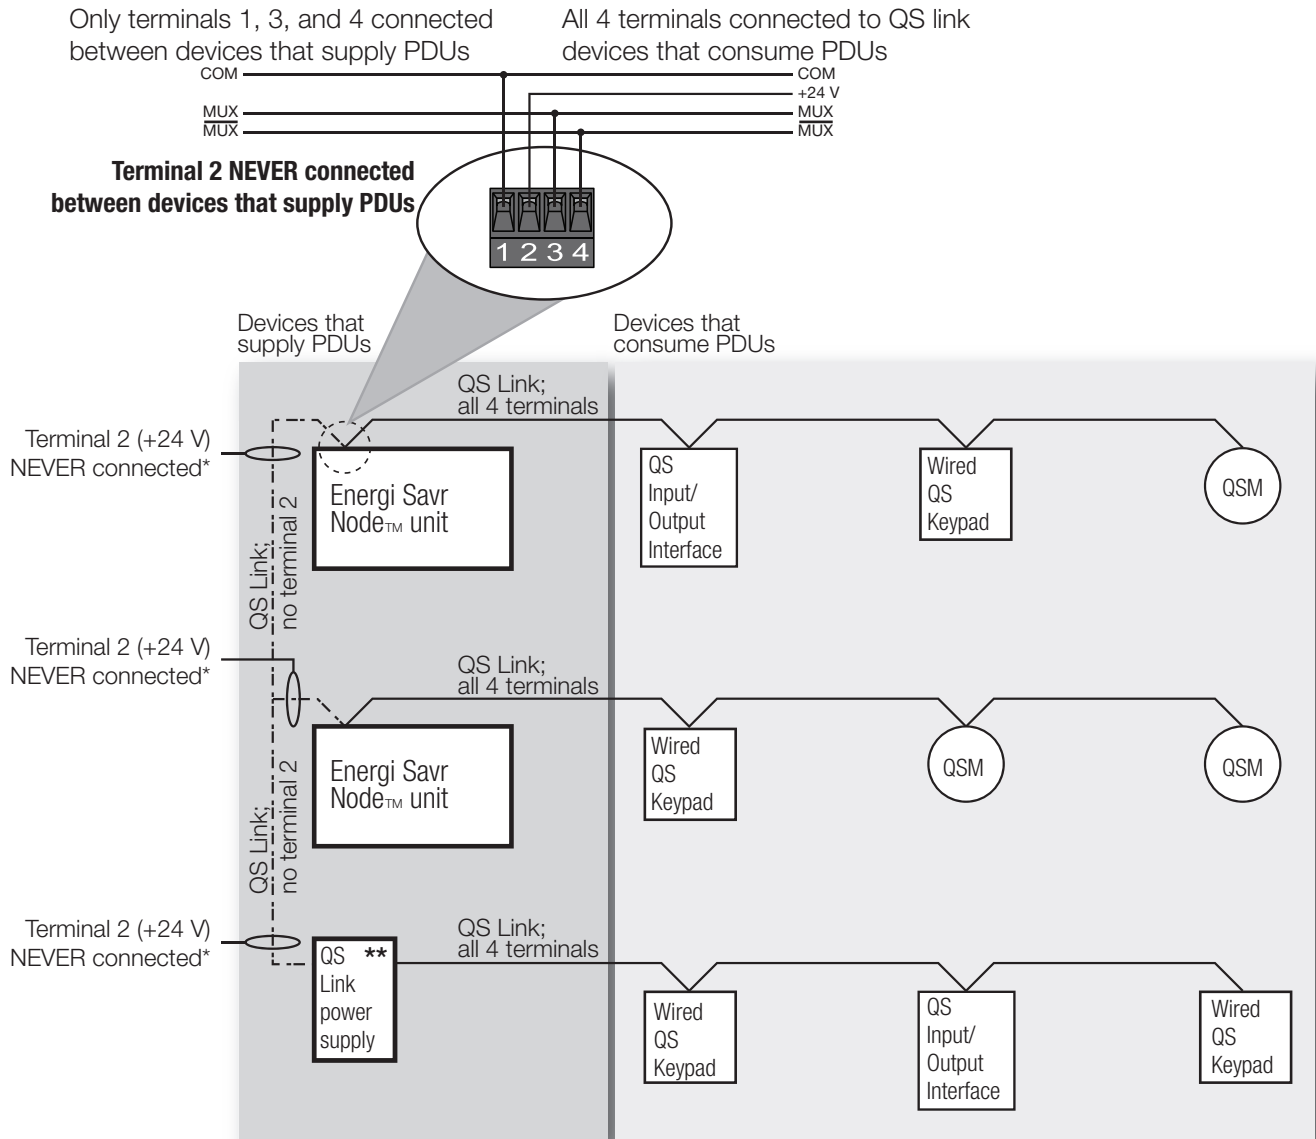 Only terminals 1, 3, and 4 connected
between devices that supply PDUs
All 4 terminals connected to QS link
devices that consume PDUs
COM
COM
+24 V
MUX
MUX
MUX
MUX
Terminal 2 NEVER connected
between devices that supply PDUs
1 2 3 4
Devices that
supply PDUs
Devices that
consume PDUs
QS Link;
all 4 terminals
Terminal 2 (+24 V)
NEVER connected*
QS Link;
no terminal 2
Energi Savr
Node™ unit
QS
Input/
Output
Interface
Wired
QS
Keypad
QSM
Terminal 2 (+24 V)
NEVER connected*
QS Link;
all 4 terminals
QS Link;
no terminal 2
Energi Savr
Node™ unit
Wired
QS
Keypad
QSM
QSM
Terminal 2 (+24 V)
NEVER connected*
QS Link;
all 4 terminals
QS **
Link
power
supply
Wired
QS
Keypad
QS
Input/
Output
Interface
Wired
QS
Keypad